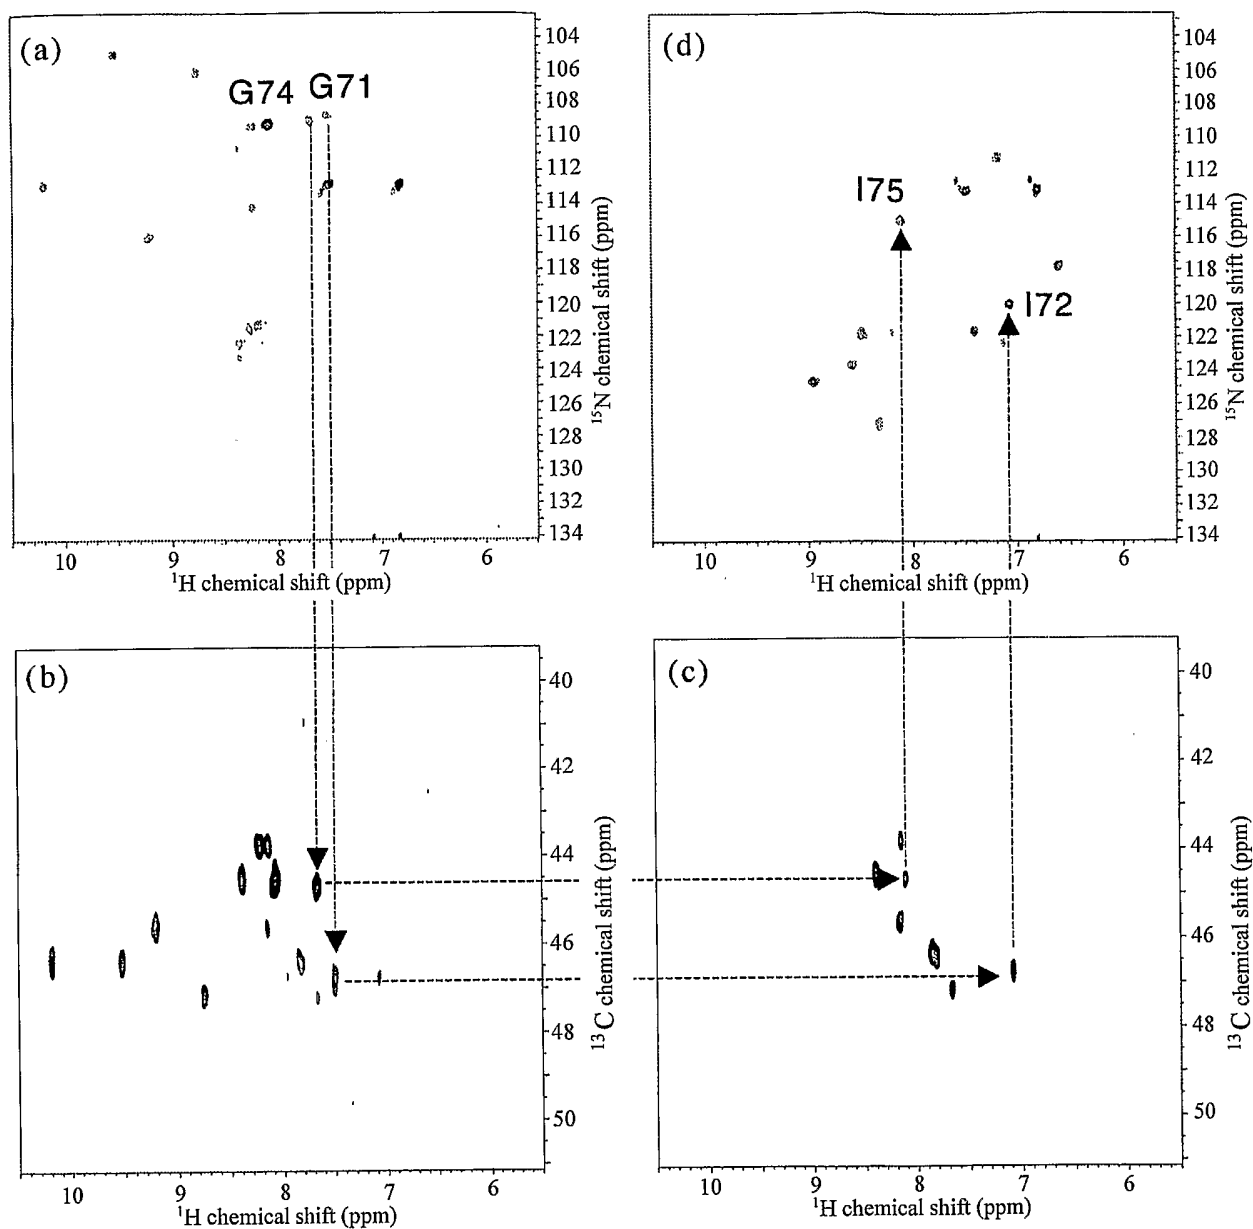 (a)
G74 G71
104
106
108
110
112
114
116
118
120
122
124
126
128
130
132
134
¹⁵N chemical shift (ppm)
10 9 8 7 6
¹H chemical shift (ppm)
(d)
I75
I72
104
106
108
110
112
114
116
118
120
122
124
126
128
130
132
134
¹⁵N chemical shift (ppm)
10 9 8 7 6
¹H chemical shift (ppm)
(b)
40
42
44
46
48
50
¹³C chemical shift (ppm)
10 9 8 7 6
¹H chemical shift (ppm)
(c)
40
42
44
46
48
50
¹³C chemical shift (ppm)
10 9 8 7 6
¹H chemical shift (ppm)